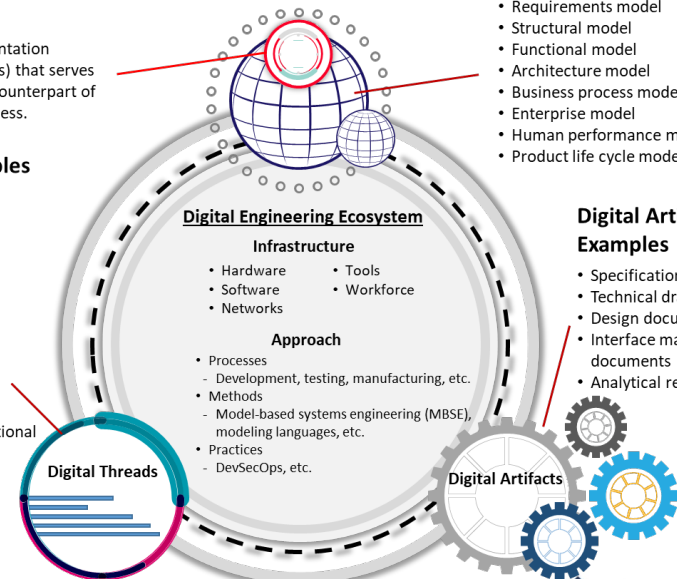 • Requirements model
• Structural model
• Functional model
• Architecture model
• Business process mode
• Enterprise model
• Human performance m
• Product life cycle mode
ntation
s) that serves
ounterpart of
ess.
ples
Digital Engineering Ecosystem
Infrastructure
• Hardware
• Software
• Networks
• Tools
• Workforce
Approach
• Processes
- Development, testing, manufacturing, etc.
• Methods
- Model-based systems engineering (MBSE),
modeling languages, etc.
• Practices
- DevSecOps, etc.
Digital Art
Examples
• Specification
• Technical dr
• Design docu
• Interface ma
documents
• Analytical re
tional
Digital Threads
Digital Artifacts